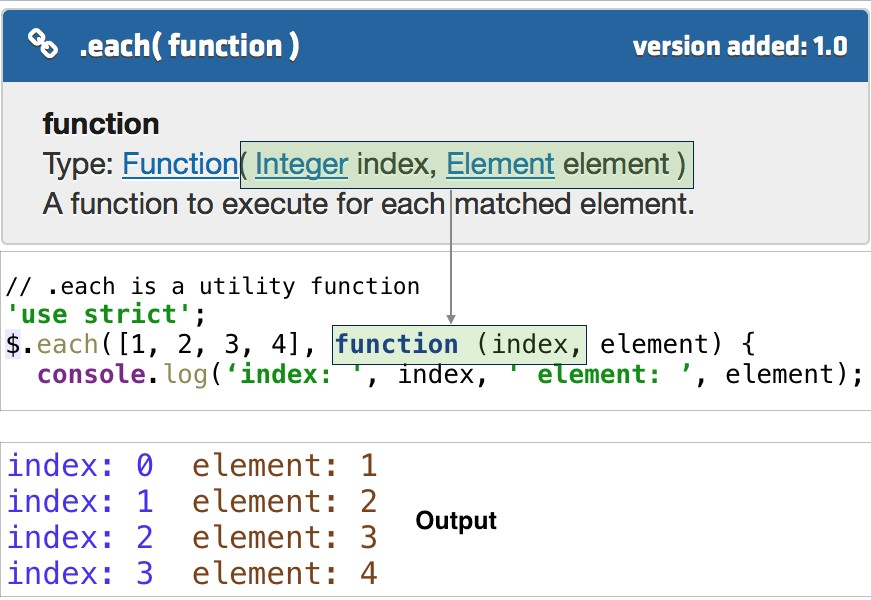 .each( function )
version added: 1.0
function
Type: Function( Integer index, Element element )
A function to execute for each matched element.
// .each is a utility function
'use strict';
$.each([1, 2, 3, 4], function (index, element) {
console.log(‘index: ', index, ' element: ’, element);
index: 0 element: 1
index: 1 element: 2
index: 2 element: 3
index: 3 element: 4
Output